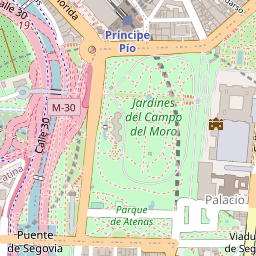 Calle 30
19
Florida
Príncipe
Pío
Jardines
del Campo
del Moro
M-30
Calle 30
Palacio
Parque
de Atenas
Puente
de Segovia
Viadu
de Seg